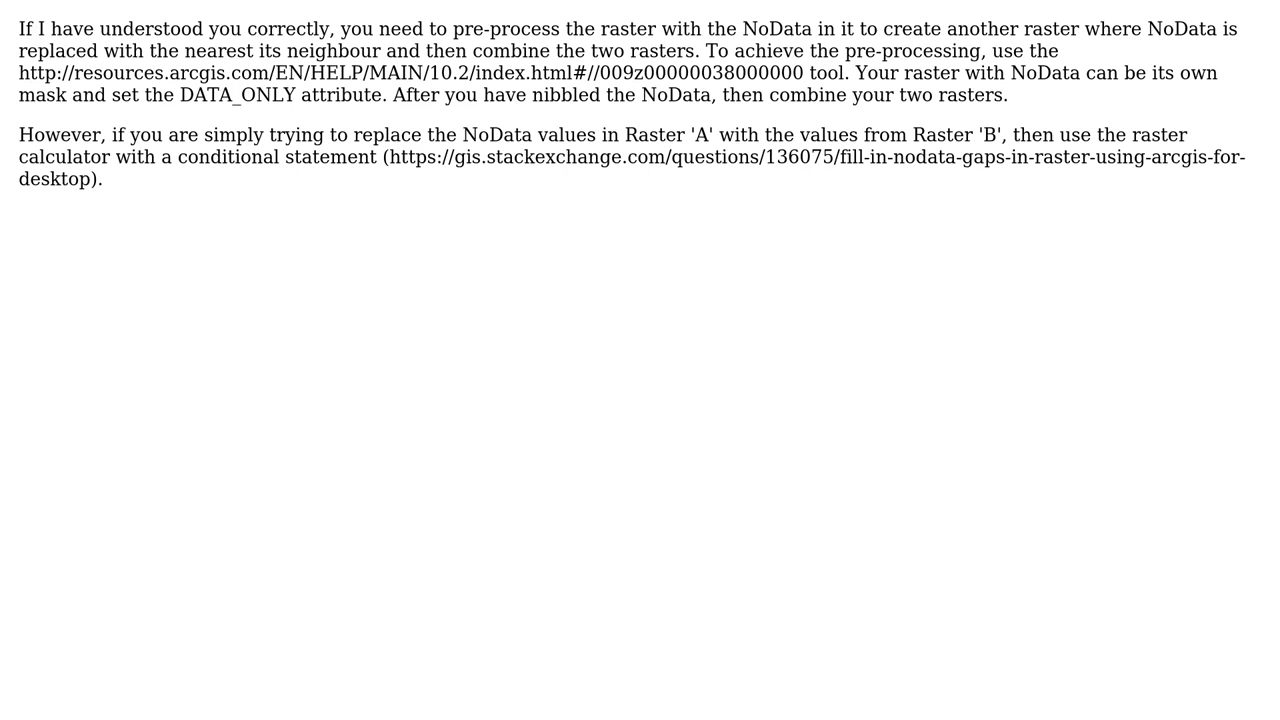 If I have understood you correctly, you need to pre-process the raster with the NoData in it to create another raster where NoData is
replaced with the nearest its neighbour and then combine the two rasters. To achieve the pre-processing, use the
http://resources.arcgis.com/EN/HELP/MAIN/10.2/index.html#//009z00000038000000 tool. Your raster with NoData can be its own
mask and set the DATA_ONLY attribute. After you have nibbled the NoData, then combine your two rasters.
However, if you are simply trying to replace the NoData values in Raster 'A' with the values from Raster 'B', then use the raster
calculator with a conditional statement (https://gis.stackexchange.com/questions/136075/fill-in-nodata-gaps-in-raster-using-arcgis-for-
desktop).